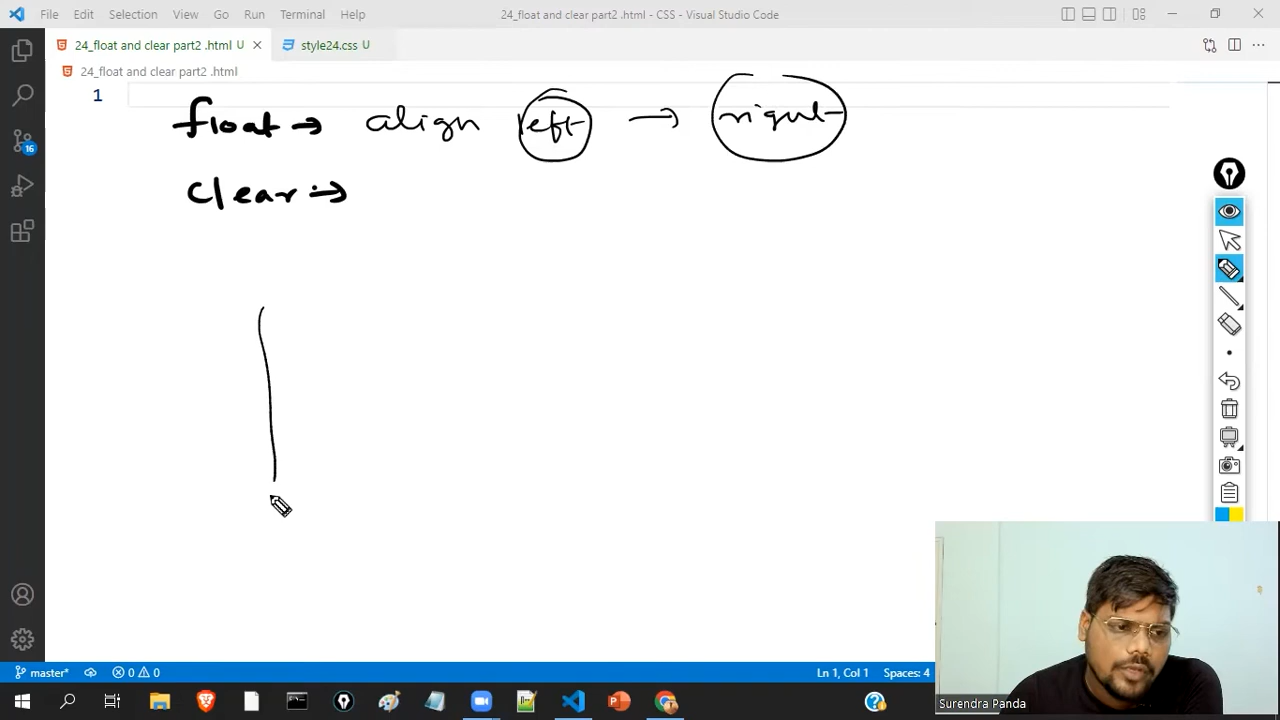 File Edit Selection View Go Run Terminal Help
24_float and clear part2 .html - CSS - Visual Studio Code
24_float and clear part2 .html U
style24.css U
24_float and clear part2 .html
1
float → align left → right
clear →
16
master*
0 0
Ln 1, Col 1
Spaces: 4
Surendra Panda